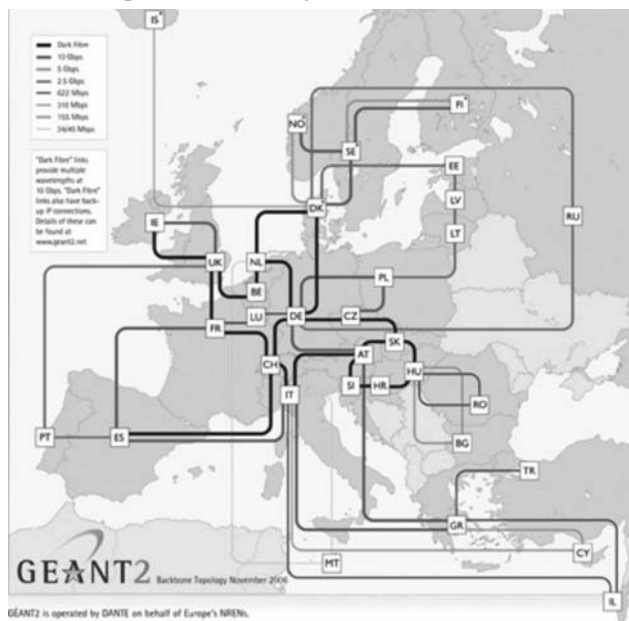 IS
Dark Fibre
10 Gbps
5 Gbps
2.5 Gbps
622 Mbps
310 Mbps
155 Mbps
34/45 Mbps
"Dark Fibre" links
provide multiple
wavelengths at
10 Gbps. "Dark Fibre"
links also have back-
up IP connections.
Details of these can
be found at
www.geant2.net
NO
FI
SE
EE
LV
DK
RU
IE
LT
UK
NL
PL
BE
LU
DE
CZ
FR
SK
AT
CH
HU
SI
HR
IT
RO
PT
ES
BG
TR
GR
CY
MT
IL
GEANT2 Backbone Topology November 2006
GÉANT2 is operated by DANTE on behalf of Europe's NRENs.